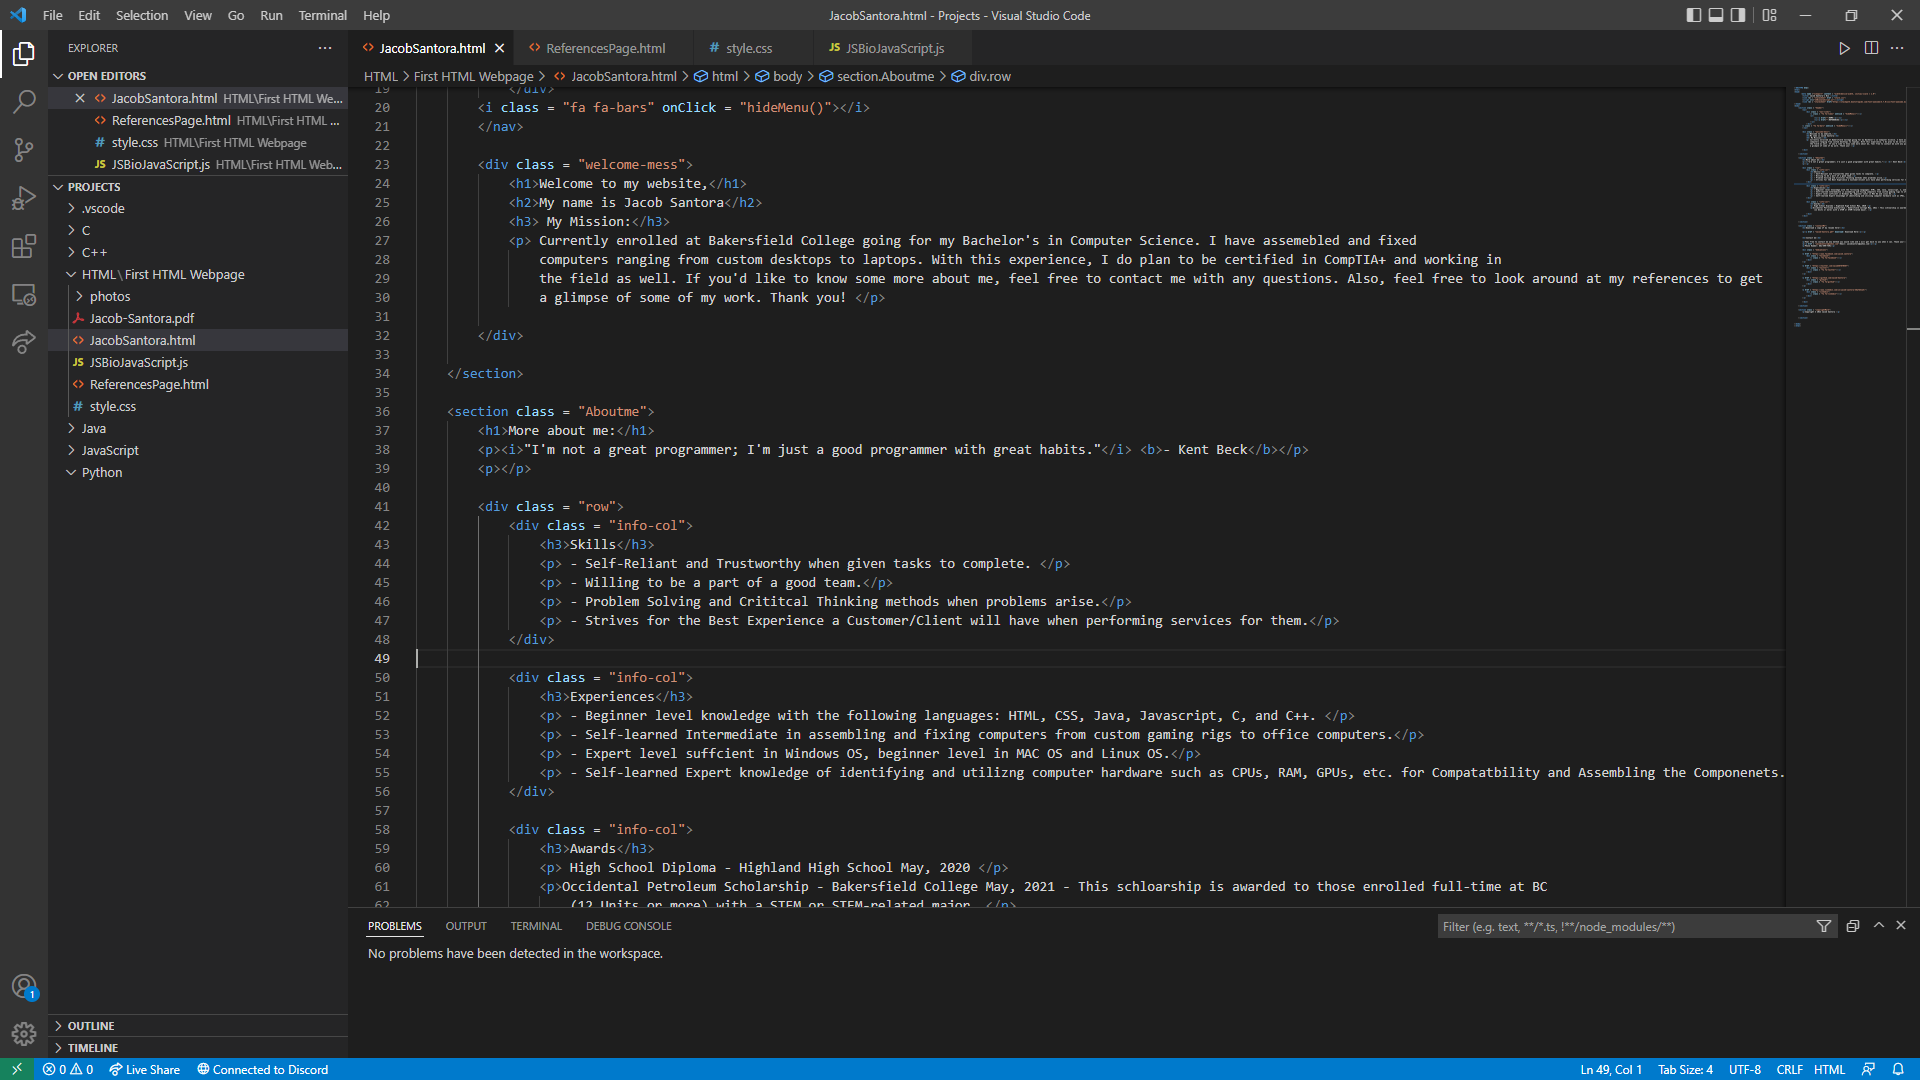 File Edit Selection View Go Run Terminal Help
JacobSantora.html - Projects - Visual Studio Code
EXPLORER
OPEN EDITORS
JacobSantora.html HTML\First HTML We...
ReferencesPage.html HTML\First HTML ...
style.css HTML\First HTML Webpage
JS JSBioJavaScript.js HTML\First HTML Web...
PROJECTS
.vscode
C
C++
HTML\First HTML Webpage
photos
Jacob-Santora.pdf
JacobSantora.html
JS JSBioJavaScript.js
ReferencesPage.html
# style.css
Java
JavaScript
Python
OUTLINE
TIMELINE
JacobSantora.html ReferencesPage.html # style.css JS JSBioJavaScript.js
HTML > First HTML Webpage > JacobSantora.html > html > body > section.Aboutme > div.row
19 </div>
20 <i class = "fa fa-bars" onClick = "hideMenu()"></i>
21 </nav>
22
23 <div class = "welcome-mess">
24 <h1>Welcome to my website,</h1>
25 <h2>My name is Jacob Santora</h2>
26 <h3> My Mission:</h3>
27 <p> Currently enrolled at Bakersfield College going for my Bachelor's in Computer Science. I have assemebled and fixed
28 computers ranging from custom desktops to laptops. With this experience, I do plan to be certified in CompTIA+ and working in
29 the field as well. If you'd like to know some more about me, feel free to contact me with any questions. Also, feel free to look around at my references to get
30 a glimpse of some of my work. Thank you! </p>
31
32 </div>
33
34 </section>
35
36 <section class = "Aboutme">
37 <h1>More about me:</h1>
38 <p><i>"I'm not a great programmer; I'm just a good programmer with great habits."</i> <b>- Kent Beck</b></p>
39 <p></p>
40
41 <div class = "row">
42 <div class = "info-col">
43 <h3>Skills</h3>
44 <p> - Self-Reliant and Trustworthy when given tasks to complete. </p>
45 <p> - Willing to be a part of a good team.</p>
46 <p> - Problem Solving and Crititcal Thinking methods when problems arise.</p>
47 <p> - Strives for the Best Experience a Customer/Client will have when performing services for them.</p>
48 </div>
49
50 <div class = "info-col">
51 <h3>Experiences</h3>
52 <p> - Beginner level knowledge with the following languages: HTML, CSS, Java, Javascript, C, and C++. </p>
53 <p> - Self-learned Intermediate in assembling and fixing computers from custom gaming rigs to office computers.</p>
54 <p> - Expert level suffcient in Windows OS, beginner level in MAC OS and Linux OS.</p>
55 <p> - Self-learned Expert knowledge of identifying and utilizng computer hardware such as CPUs, RAM, GPUs, etc. for Compatatbility and Assembling the Componenets.
56 </div>
57
58 <div class = "info-col">
59 <h3>Awards</h3>
60 <p> High School Diploma - Highland High School May, 2020 </p>
61 <p>Occidental Petroleum Scholarship - Bakersfield College May, 2021 - This schloarship is awarded to those enrolled full-time at BC
62 (12 Units or more) with a STEM or STEM-related major. </p>
PROBLEMS OUTPUT TERMINAL DEBUG CONSOLE
Filter (e.g. text, **/*.ts, !**/node_modules/**)
No problems have been detected in the workspace.
1
0 0 Live Share Connected to Discord
Ln 49, Col 1 Tab Size: 4 UTF-8 CRLF HTML